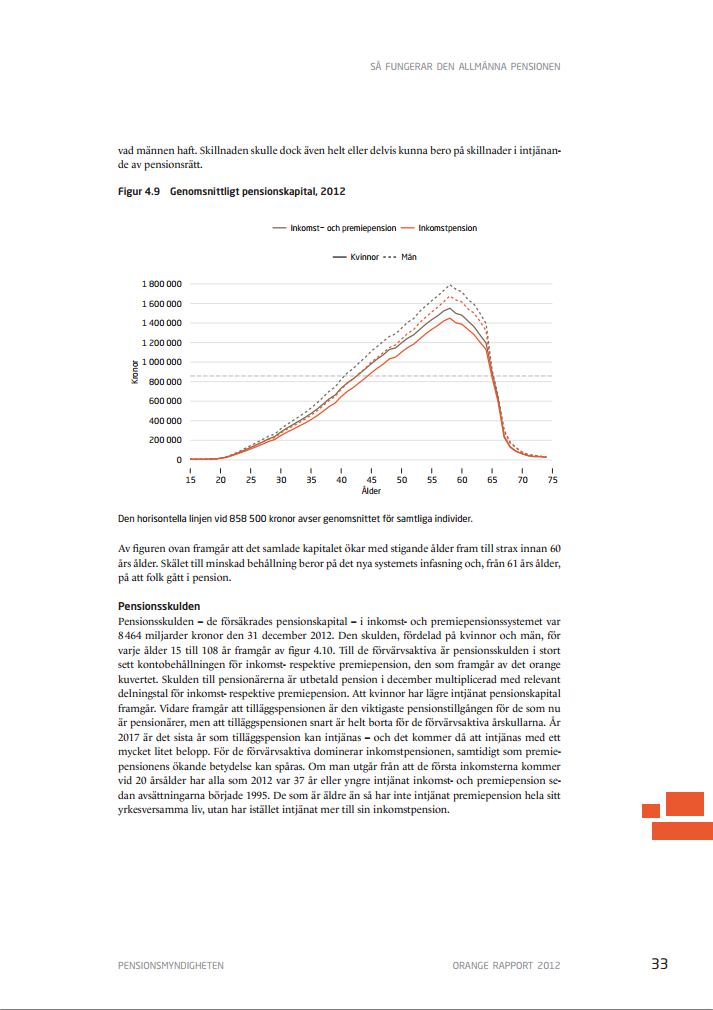 SÅ FUNGERAR DEN ALLMÄNNA PENSIONEN
vad männen haft. Skillnaden skulle dock även helt eller delvis kunna bero på skillnader i intjänan-
de av pensionsrätt.
Figur 4.9 Genomsnittligt pensionskapital, 2012
Inkomst- och premiepension Inkomstpension
Kvinnor Män
1 800 000
1 600 000
1 400 000
1 200 000
1 000 000
800 000
600 000
400 000
200 000
0
Kronor
15 20 25 30 35 40 45 50 55 60 65 70 75
Ålder
Den horisontella linjen vid 858 500 kronor avser genomsnittet för samtliga individer.
Av figuren ovan framgår att det samlade kapitalet ökar med stigande ålder fram till strax innan 60
års ålder. Skälet till minskad behållning beror på det nya systemets infasning och, från 61 års ålder,
på att folk gått i pension.
Pensionsskulden
Pensionsskulden – de försäkrades pensionskapital – i inkomst- och premiepensionssystemet var
8 464 miljarder kronor den 31 december 2012. Den skulden, fördelad på kvinnor och män, för
varje ålder 15 till 108 år framgår av figur 4.10. Till de förvärvsaktiva är pensionsskulden i stort
sett kontobehållningen för inkomst- respektive premiepension, den som framgår av det orange
kuvertet. Skulden till pensionärerna är utbetald pension i december multiplicerad med relevant
delningstal för inkomst- respektive premiepension. Att kvinnor har lägre intjänat pensionskapital
framgår. Vidare framgår att tilläggspensionen är den viktigaste pensionstillgången för de som nu
är pensionärer, men att tilläggspensionen snart är helt borta för de förvärvsaktiva årskullarna. År
2017 är det sista år som tilläggspension kan intjänas – och det kommer då att intjänas med ett
mycket litet belopp. För de förvärvsaktiva dominerar inkomstpensionen, samtidigt som premie-
pensionens ökande betydelse kan spåras. Om man utgår från att de första inkomsterna kommer
vid 20 årsålder har alla som 2012 var 37 år eller yngre intjänat inkomst- och premiepension se-
dan avsättningarna började 1995. De som är äldre än så har inte intjänat premiepension hela sitt
yrkesversamma liv, utan har istället intjänat mer till sin inkomstpension.
PENSIONSMYNDIGHETEN ORANGE RAPPORT 2012 33